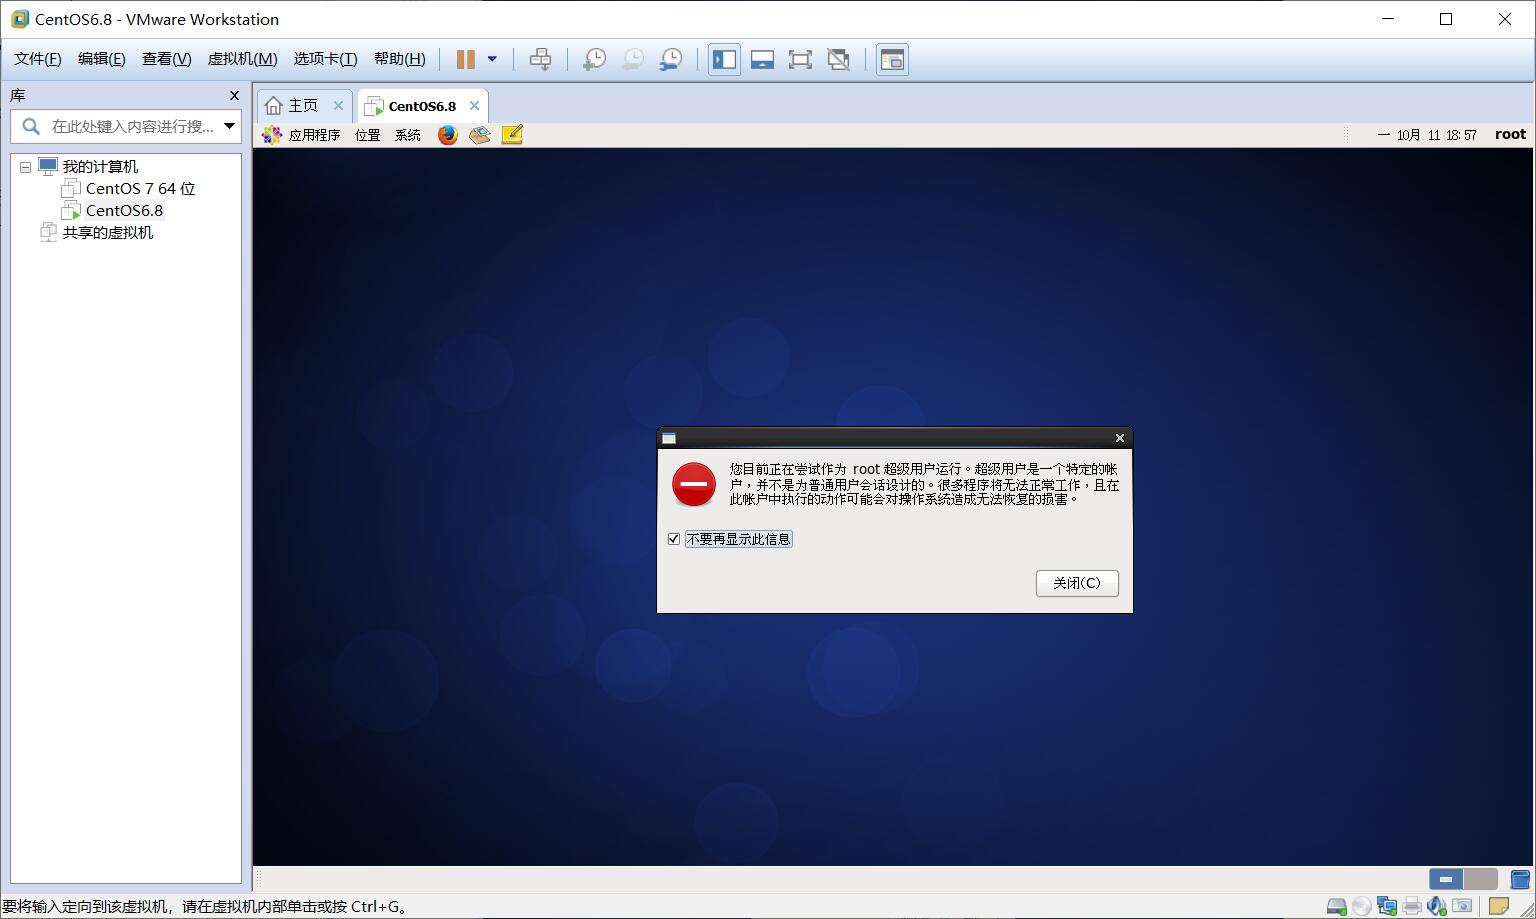 CentOS6.8 - VMware Workstation
文件(F) 编辑(E) 查看(V) 虚拟机(M) 选项卡(T) 帮助(H)
库
在此处键入内容进行搜...
我的计算机
CentOS 7 64 位
CentOS6.8
共享的虚拟机
主页
CentOS6.8
应用程序 位置 系统
一 10月 11 18:57 root
您目前正在尝试作为 root 超级用户运行。超级用户是一个特定的帐
户，并不是为普通用户会话设计的。很多程序将无法正常工作，且在
此帐户中执行的动作可能会对操作系统造成无法恢复的损害。
不要再显示此信息
关闭(C)
要将输入定向到该虚拟机，请在虚拟机内部单击或按 Ctrl+G。